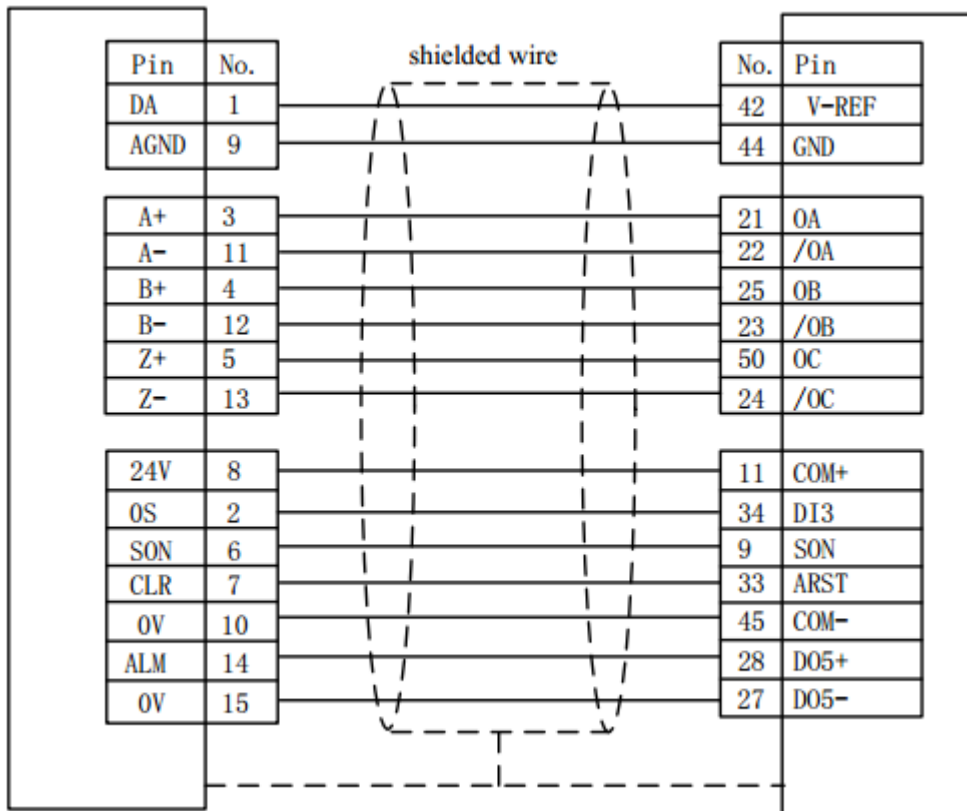 shielded wire
Pin No. No. Pin
DA 1 42 V-REF
AGND 9 44 GND
A+ 3 21 OA
A- 11 22 /OA
B+ 4 25 OB
B- 12 23 /OB
Z+ 5 50 OC
Z- 13 24 /OC
24V 8 11 COM+
OS 2 34 DI3
SON 6 9 SON
CLR 7 33 ARST
0V 10 45 COM-
ALM 14 28 DO5+
0V 15 27 DO5-